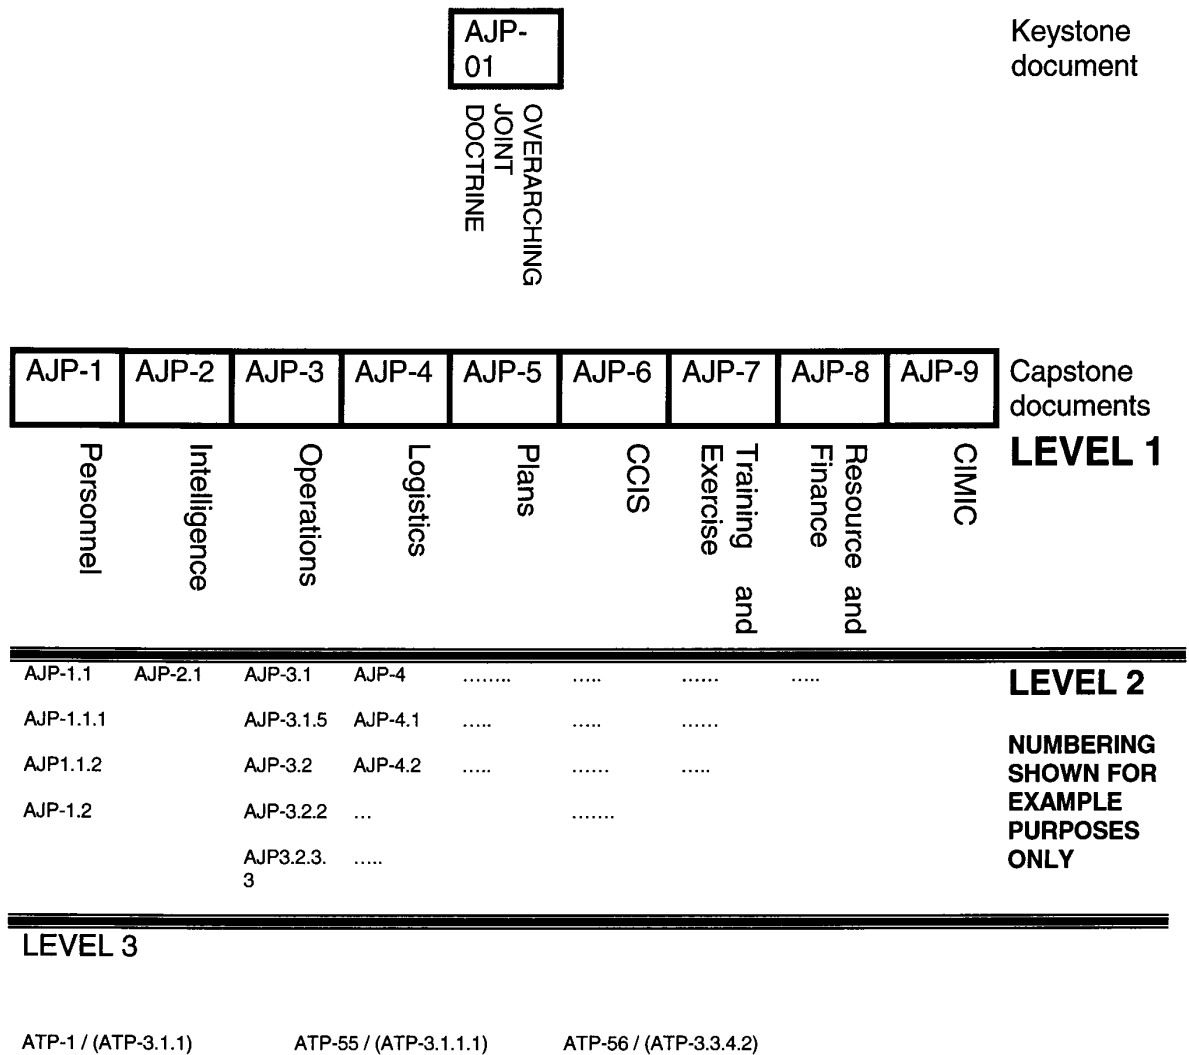 AJP-
01
Keystone
document
OVERARCHING
JOINT
DOCTRINE
AJP-1 AJP-2 AJP-3 AJP-4 AJP-5 AJP-6 AJP-7 AJP-8 AJP-9
Capstone
documents
LEVEL 1
Personnel
Intelligence
Operations
Logistics
Plans
CCIS
Training and
Exercise
Resource and
Finance
CIMIC
AJP-1.1 AJP-2.1 AJP-3.1 AJP-4 ........ ..... ...... .....
AJP-1.1.1 AJP-3.1.5 AJP-4.1 ..... ..... ......
AJP1.1.2 AJP-3.2 AJP-4.2 ..... ...... .....
AJP-1.2 AJP-3.2.2 ... .......
AJP3.2.3. .....
3
LEVEL 2
NUMBERING
SHOWN FOR
EXAMPLE
PURPOSES
ONLY
LEVEL 3
ATP-1 / (ATP-3.1.1) ATP-55 / (ATP-3.1.1.1) ATP-56 / (ATP-3.3.4.2)